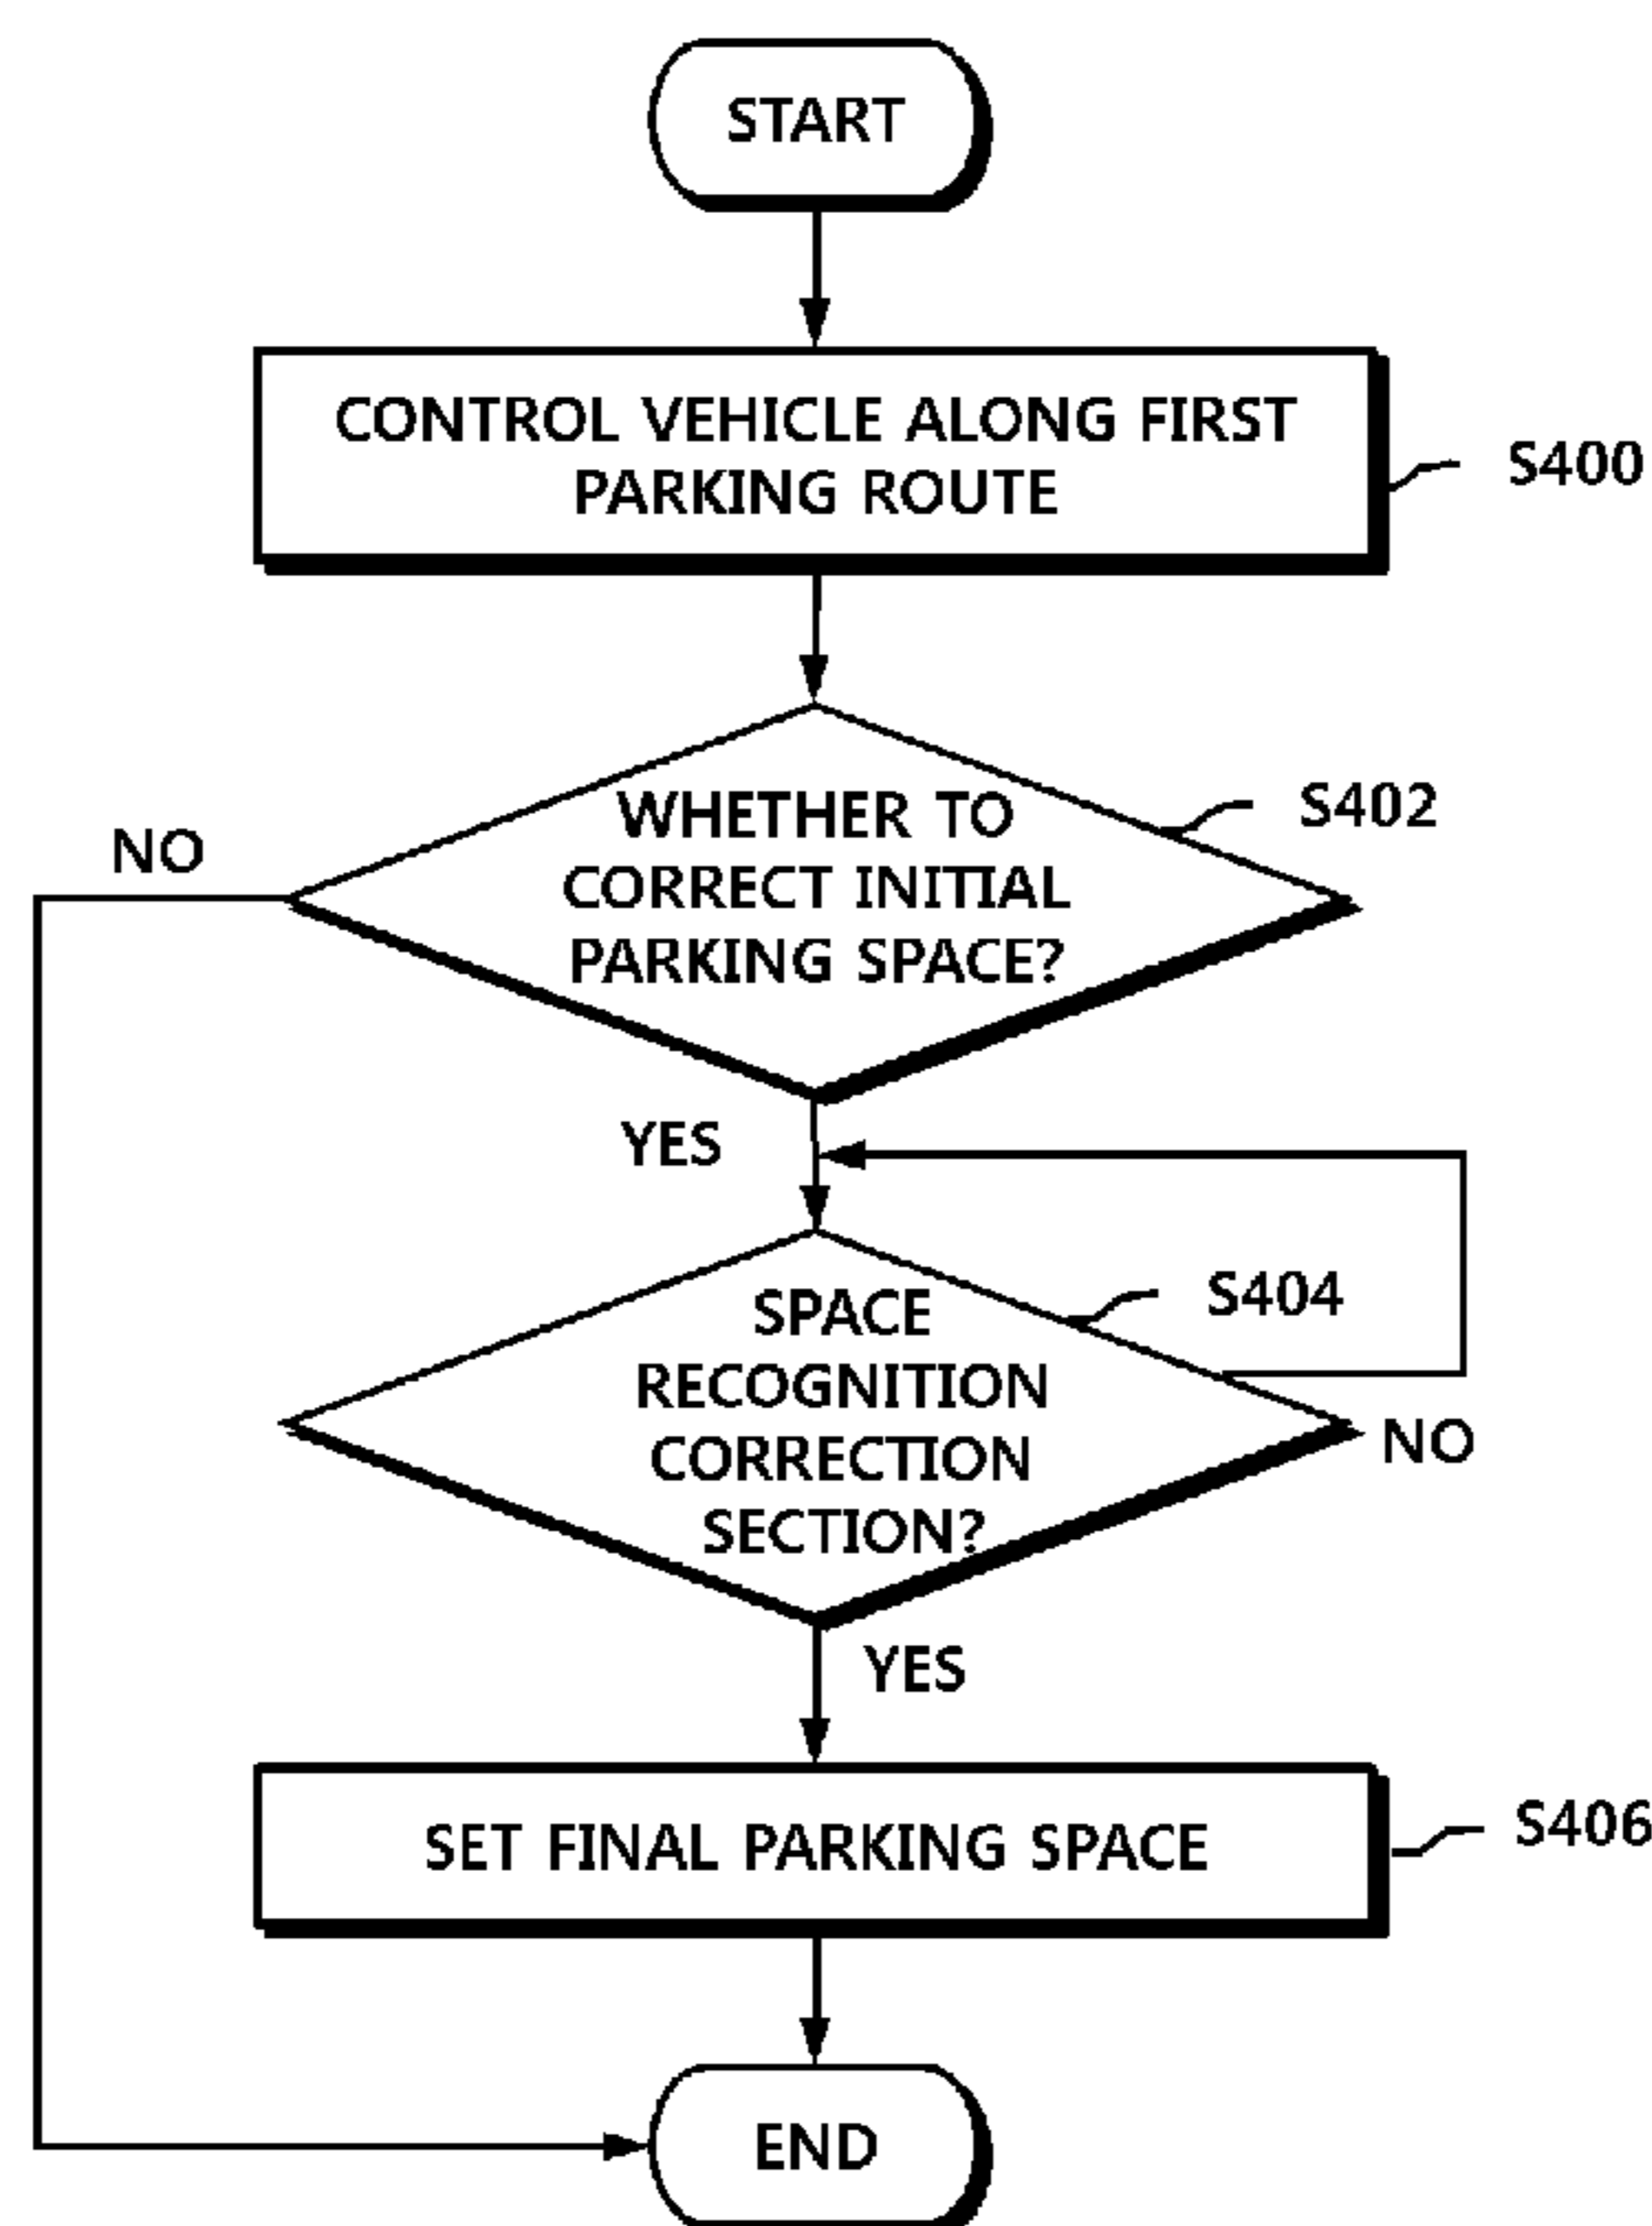 START
CONTROL VEHICLE ALONG FIRST
PARKING ROUTE
S400
WHETHER TO
CORRECT INITIAL
PARKING SPACE?
S402
NO
YES
SPACE
RECOGNITION
CORRECTION
SECTION?
S404
NO
YES
SET FINAL PARKING SPACE
S406
END